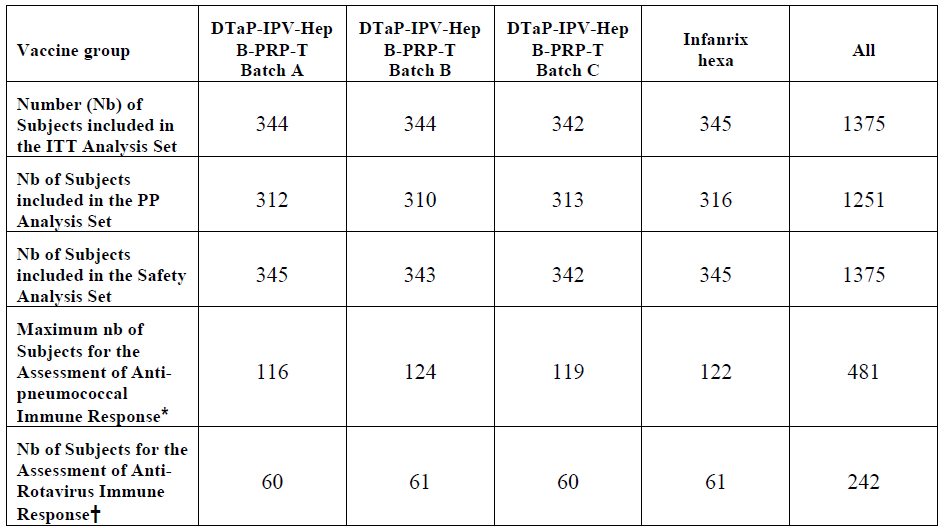 Vaccine group
DTaP-IPV-Hep
B-PRP-T
Batch A
DTaP-IPV-Hep
B-PRP-T
Batch B
DTaP-IPV-Hep
B-PRP-T
Batch C
Infanrix
hexa
All
Number (Nb) of
Subjects included in
the ITT Analysis Set
344
344
342
345
1375
Nb of Subjects
included in the PP
Analysis Set
312
310
313
316
1251
Nb of Subjects
included in the Safety
Analysis Set
345
343
342
345
1375
Maximum nb of
Subjects for the
Assessment of Anti-
pneumococcal
Immune Response*
116
124
119
122
481
Nb of Subjects for the
Assessment of Anti-
Rotavirus Immune
Response†
60
61
60
61
242